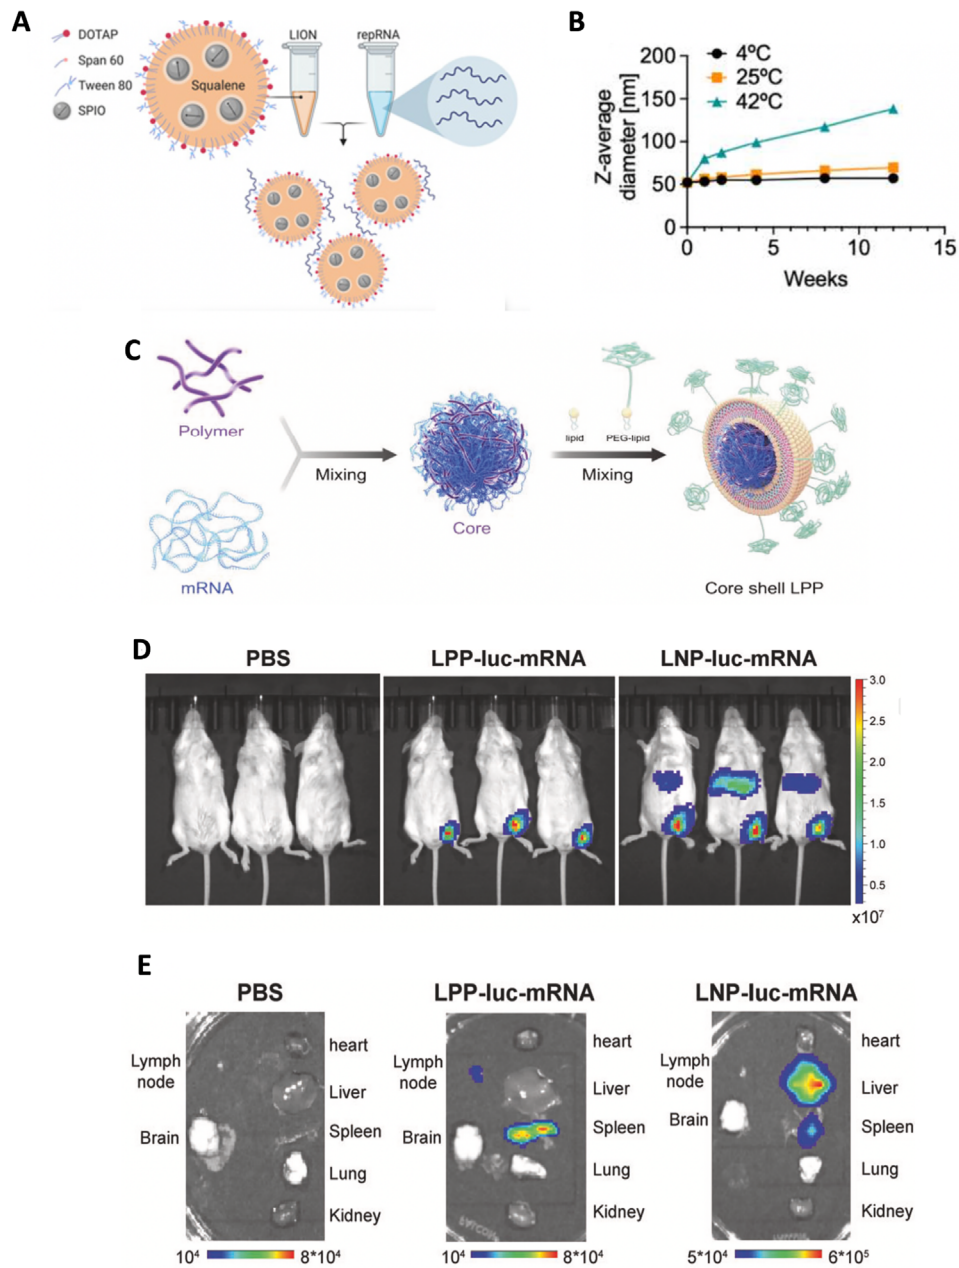 A
DOTAP
Span 60
Tween 80
SPIO
Squalene
LION
repRNA
B
4ºC
25ºC
42ºC
200
150
100
50
0
Z-average
diameter [nm]
0
5
10
15
Weeks
C
Polymer
mRNA
Mixing
Core
lipid
PEG-lipid
Mixing
Core shell LPP
D
PBS
LPP-luc-mRNA
LNP-luc-mRNA
3.0
2.5
2.0
1.5
1.0
0.5
x10⁷
E
PBS
Lymph
node
Brain
heart
Liver
Spleen
Lung
Kidney
10⁴
8*10⁴
LPP-luc-mRNA
Lymph
node
Brain
heart
Liver
Spleen
Lung
Kidney
10⁴
8*10⁴
LNP-luc-mRNA
Lymph
node
Brain
heart
Liver
Spleen
Lung
Kidney
5*10⁴
6*10⁵